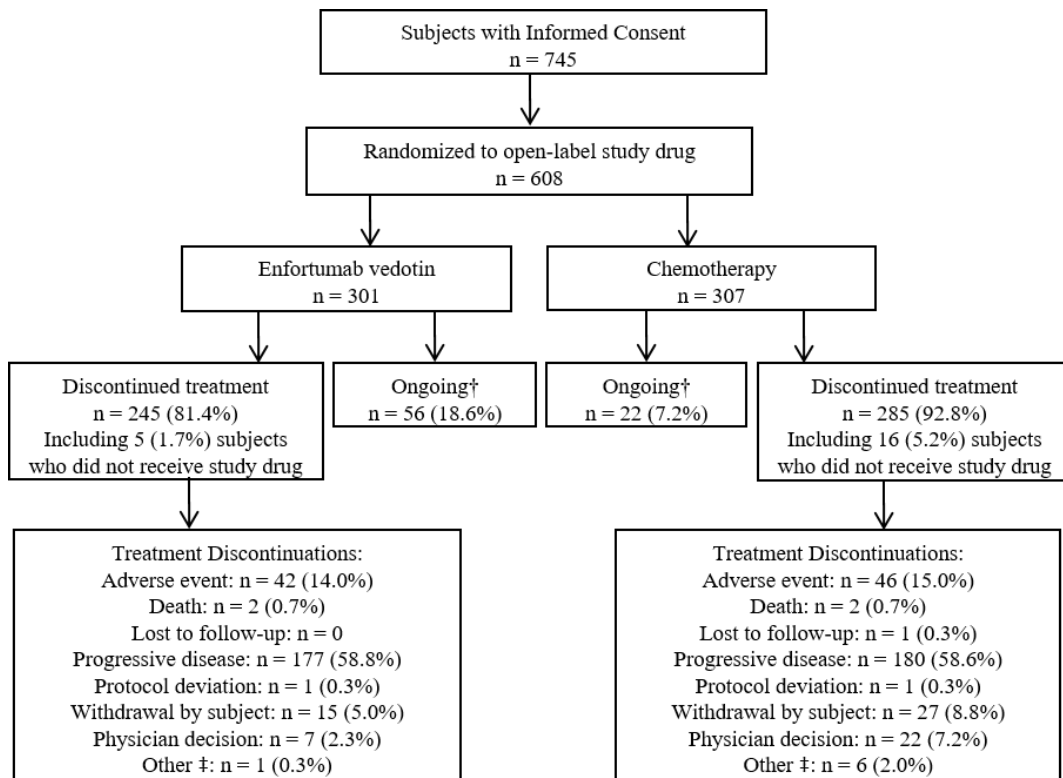 Subjects with Informed Consent
n = 745
Randomized to open-label study drug
n = 608
Enfortumab vedotin
n = 301
Chemotherapy
n = 307
Discontinued treatment
n = 245 (81.4%)
Including 5 (1.7%) subjects
who did not receive study drug
Ongoing†
n = 56 (18.6%)
Ongoing†
n = 22 (7.2%)
Discontinued treatment
n = 285 (92.8%)
Including 16 (5.2%) subjects
who did not receive study drug
Treatment Discontinuations:
Adverse event: n = 42 (14.0%)
Death: n = 2 (0.7%)
Lost to follow-up: n = 0
Progressive disease: n = 177 (58.8%)
Protocol deviation: n = 1 (0.3%)
Withdrawal by subject: n = 15 (5.0%)
Physician decision: n = 7 (2.3%)
Other ‡: n = 1 (0.3%)
Treatment Discontinuations:
Adverse event: n = 46 (15.0%)
Death: n = 2 (0.7%)
Lost to follow-up: n = 1 (0.3%)
Progressive disease: n = 180 (58.6%)
Protocol deviation: n = 1 (0.3%)
Withdrawal by subject: n = 27 (8.8%)
Physician decision: n = 22 (7.2%)
Other ‡: n = 6 (2.0%)